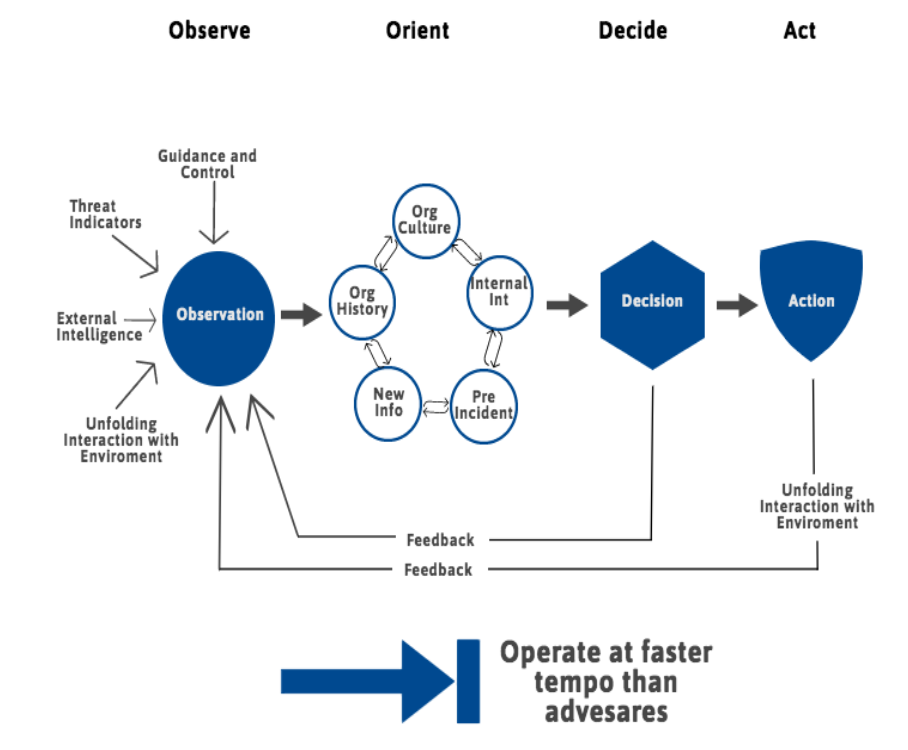 Observe
Orient
Decide
Act
Guidance and
Control
Threat
Indicators
External
Intelligence
Unfolding
Interaction with
Enviroment
Observation
Org
Culture
Org
History
Internal
Int
New
Info
Pre
Incident
Decision
Action
Unfolding
Interaction with
Enviroment
Feedback
Feedback
Operate at faster
tempo than
advesares